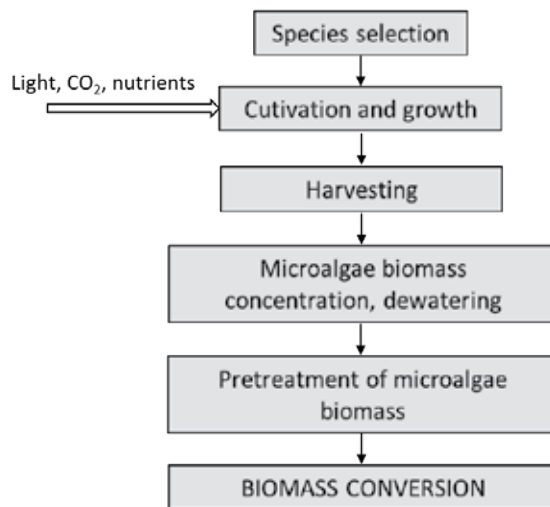 Species selection
Light, CO₂, nutrients
Cutivation and growth
Harvesting
Microalgae biomass
concentration, dewatering
Pretreatment of microalgae
biomass
BIOMASS CONVERSION